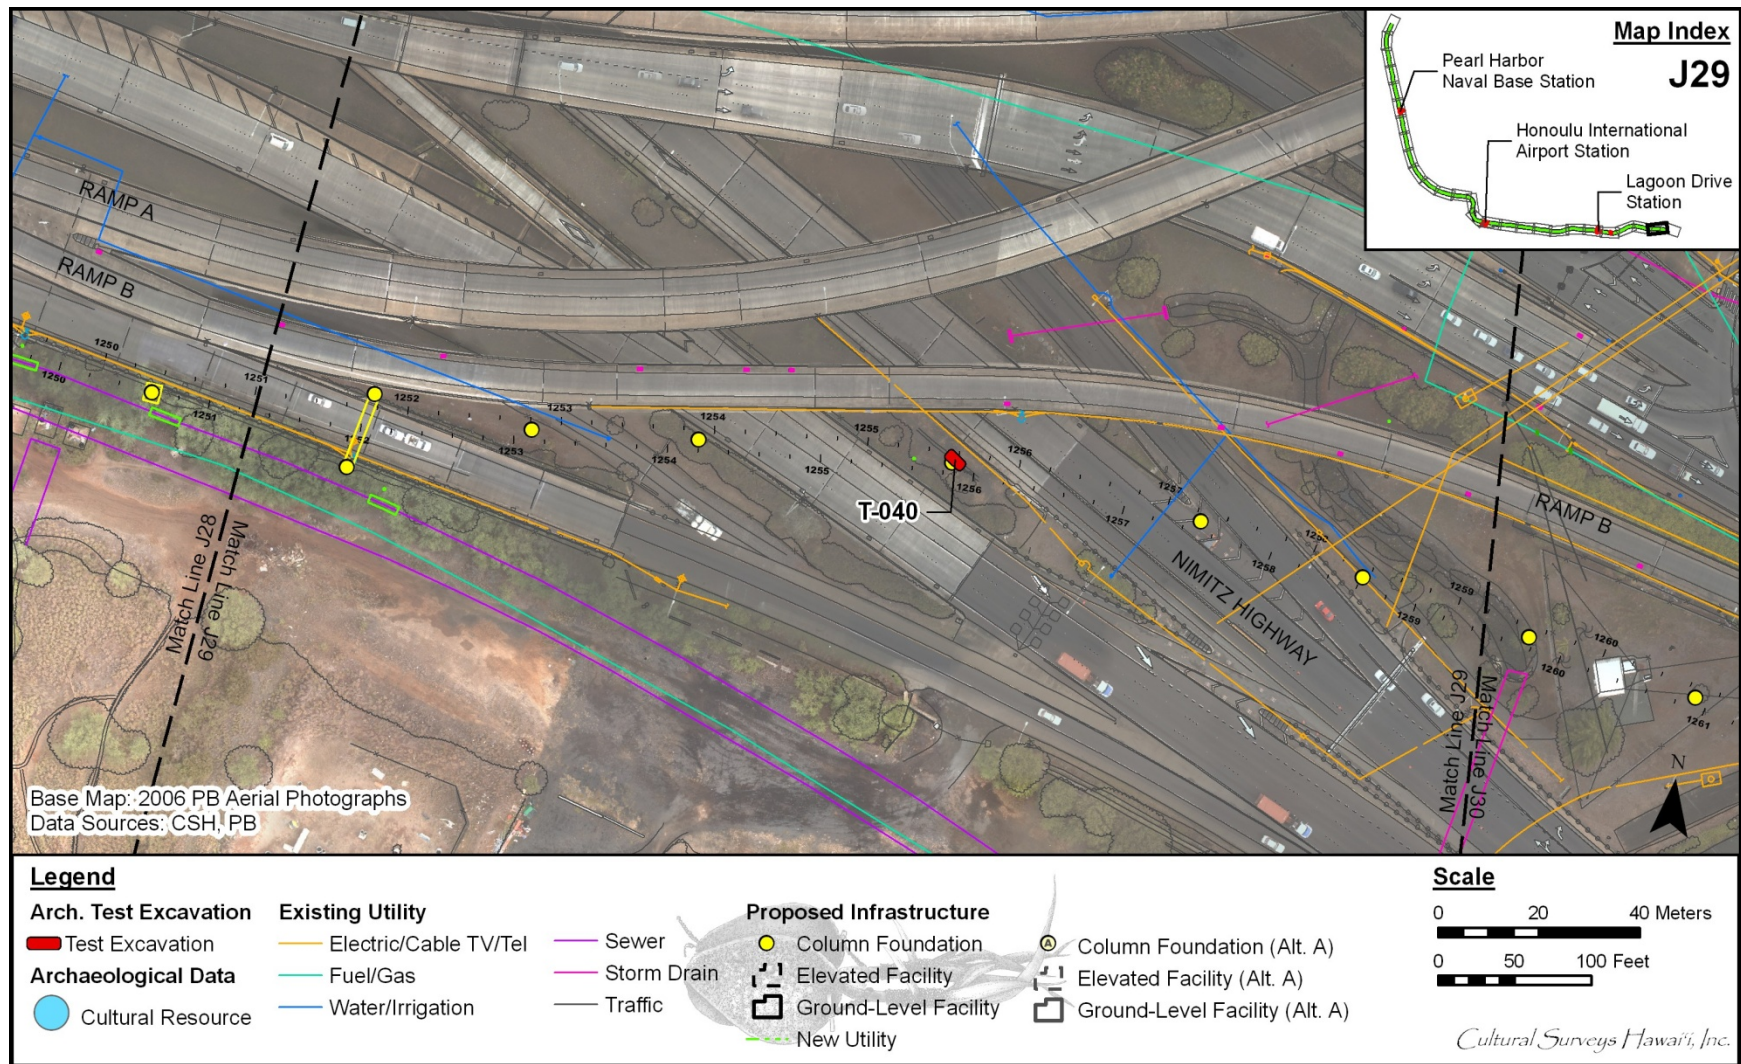 Map Index
J29
Pearl Harbor
Naval Base Station
Honoulu International
Airport Station
Lagoon Drive
Station
RAMP A
RAMP B
1250
1251
1252
1253
1254
1255
1256
1257
1258
1259
1260
1250
1251
1253
1254
1255
1256
1257
1258
1259
1260
1261
T-040
NIMITZ HIGHWAY
RAMP B
Match Line J28
Match Line J29
Match Line J29
Match Line J30
N
Base Map: 2006 PB Aerial Photographs
Data Sources: CSH, PB
Legend
Arch. Test Excavation
Test Excavation
Archaeological Data
Cultural Resource
Existing Utility
Electric/Cable TV/Tel
Fuel/Gas
Water/Irrigation
Sewer
Storm Drain
Traffic
Proposed Infrastructure
Column Foundation
Elevated Facility
Ground-Level Facility
New Utility
A
Column Foundation (Alt. A)
Elevated Facility (Alt. A)
Ground-Level Facility (Alt. A)
Scale
0 20 40 Meters
0 50 100 Feet
Cultural Surveys Hawai'i, Inc.